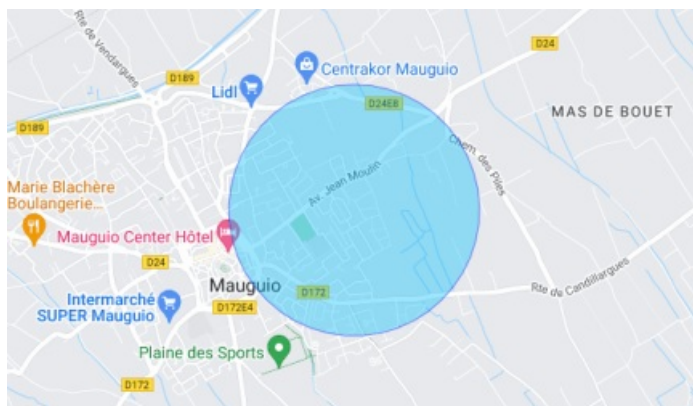 Rte de Vendargues
D24
D189
Centrakor Mauguio
Lidl
D24E8
MAS DE BOUET
D189
Chem. des Piles
Av. Jean Moulin
Marie Blachère
Boulangerie...
Mauguio Center Hôtel
D24
Mauguio
Rte de Candillargues
D172
Intermarché
SUPER Mauguio
D172E4
Plaine des Sports
D172